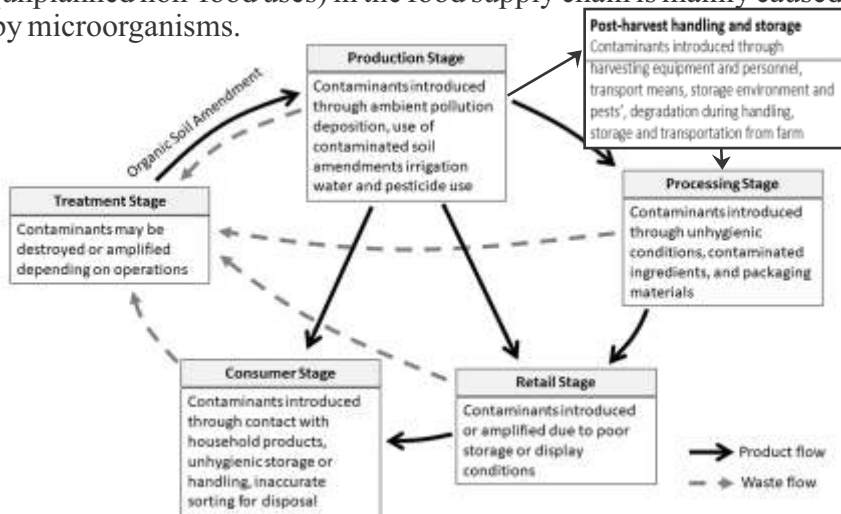 (unplanned non-food uses) in the food supply chain is mainly caused
by microorganisms.
Post-harvest handling and storage
Contaminants introduced through
harvesting equipment and personnel,
transport means, storage environment and
pests', degradation during handling,
storage and transportation from farm
Production Stage
Contaminants introduced
through ambient pollution
deposition, use of
contaminated soil
amendments irrigation
water and pesticide use
Organic Soil Amendment
Treatment Stage
Contaminants may be
destroyed or amplified
depending on operations
Processing Stage
Contaminants introduced
through unhygienic
conditions, contaminated
ingredients, and packaging
materials
Consumer Stage
Contaminants introduced
through contact with
household products,
unhygienic storage or
handling, inaccurate
sorting for disposal
Retail Stage
Contaminants introduced
or amplified due to poor
storage or display
conditions
Product flow
Waste flow